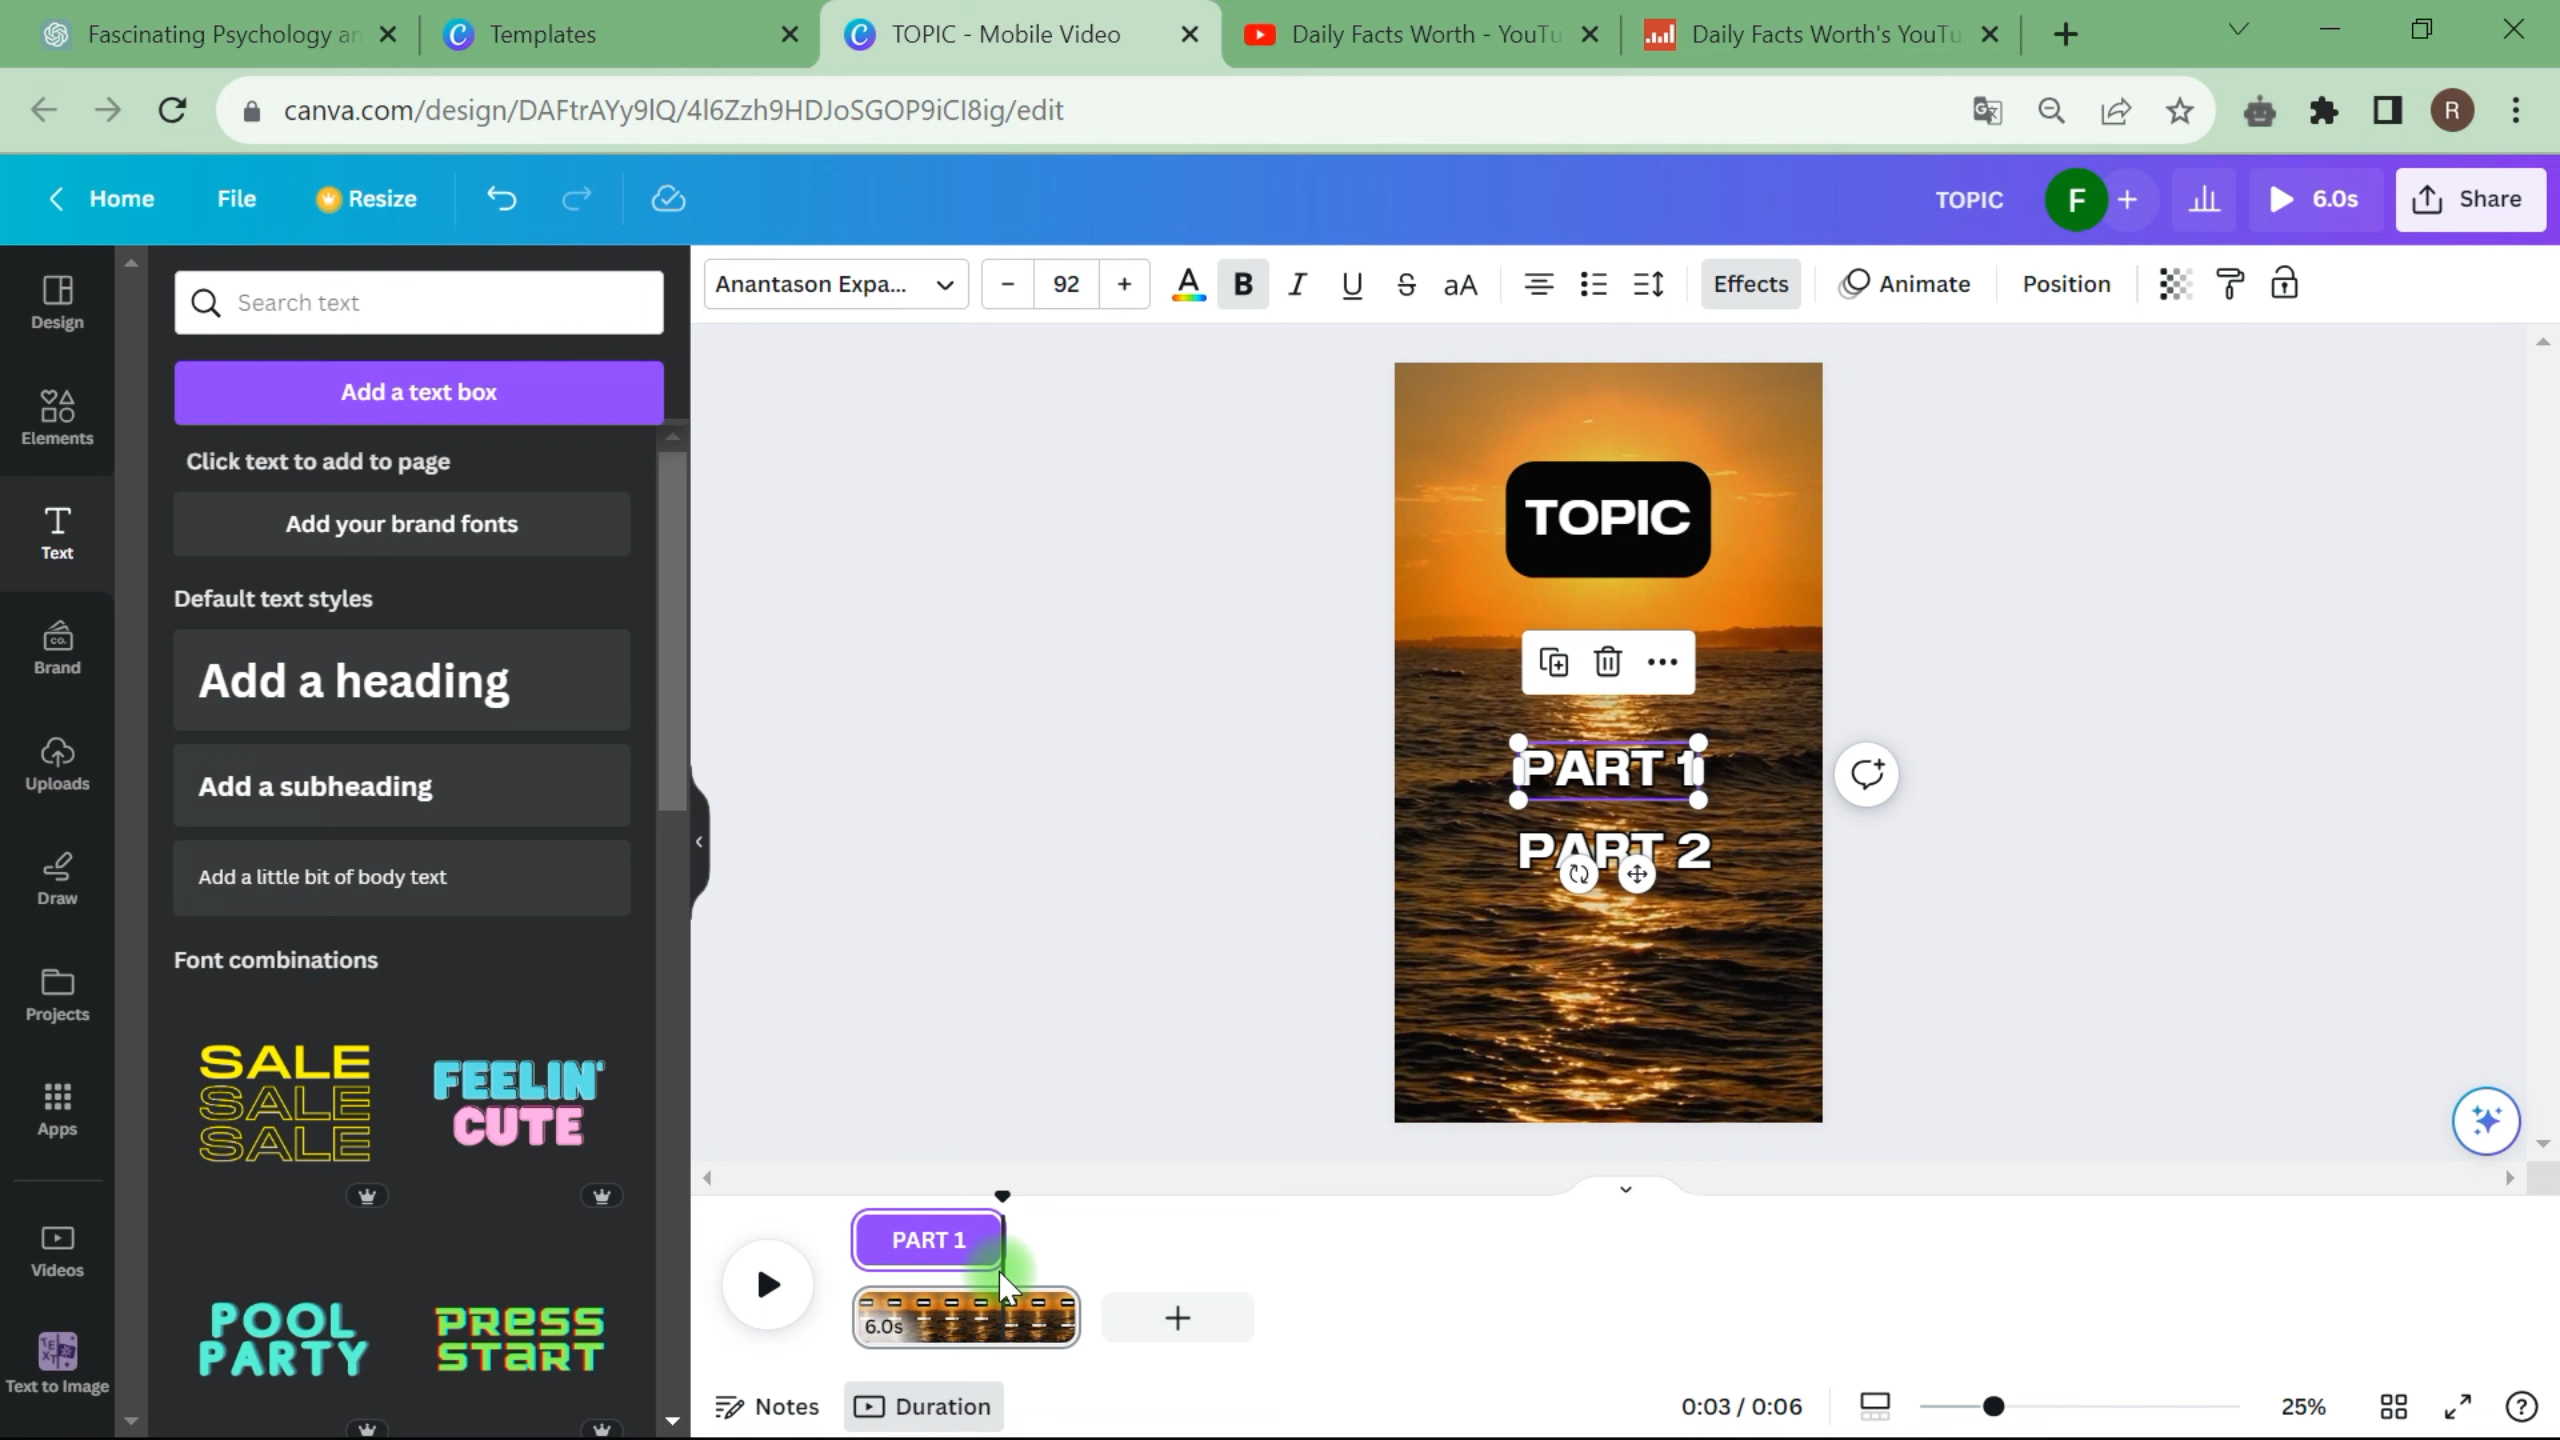 Fascinating Psychology an
Templates
TOPIC - Mobile Video
Daily Facts Worth - YouTu
Daily Facts Worth's YouTu
canva.com/design/DAFtrAYy9lQ/4l6Zzh9HDJoSGOP9iCl8ig/edit
R
Home
File
Resize
TOPIC
F
6.0s
Share
Design
Elements
Text
Brand
Uploads
Draw
Projects
Apps
Videos
Text to Image
Search text
Add a text box
Click text to add to page
Add your brand fonts
Default text styles
Add a heading
Add a subheading
Add a little bit of body text
Font combinations
SALE
SALE
SALE
FEELIN'
CUTE
POOL
PARTY
PRESS
START
Anantason Expa...
92
A
B
I
U
S
aA
Effects
Animate
Position
TOPIC
PART 1
PART 2
PART 1
6.0s
Notes
Duration
0:03 / 0:06
25%